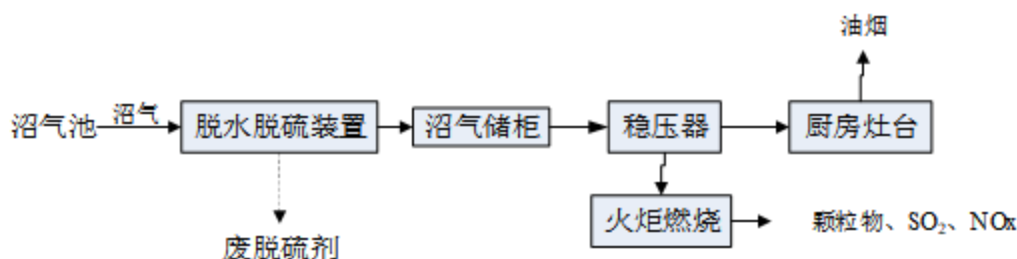 油烟
沼气池
沼气
脱水脱硫装置
沼气储柜
稳压器
厨房灶台
火炬燃烧
颗粒物、SO₂、NOx
废脱硫剂